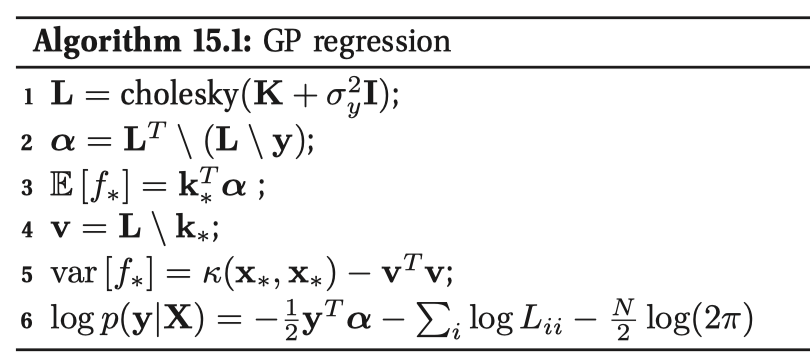 Algorithm 15.1: GP regression
1 L = cholesky(K + σ_y^2 I);
2 α = L^T \ (L \ y);
3 𝔼 [f_*] = k_*^T α ;
4 v = L \ k_*;
5 var [f_*] = κ(x_*, x_*) − v^T v;
6 log p(y|X) = −½ y^T α − ∑_i log L_ii − N/2 log(2π)